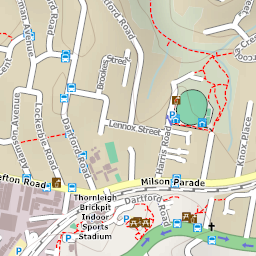 Dartford Road
Brookes Street
Lennox Street
Harris Road
Lockerbie Road
Dartford Road
Knox Place
Milson Parade
Thornleigh
Brickpit
Indoor
Sports
Stadium
Dartford Road